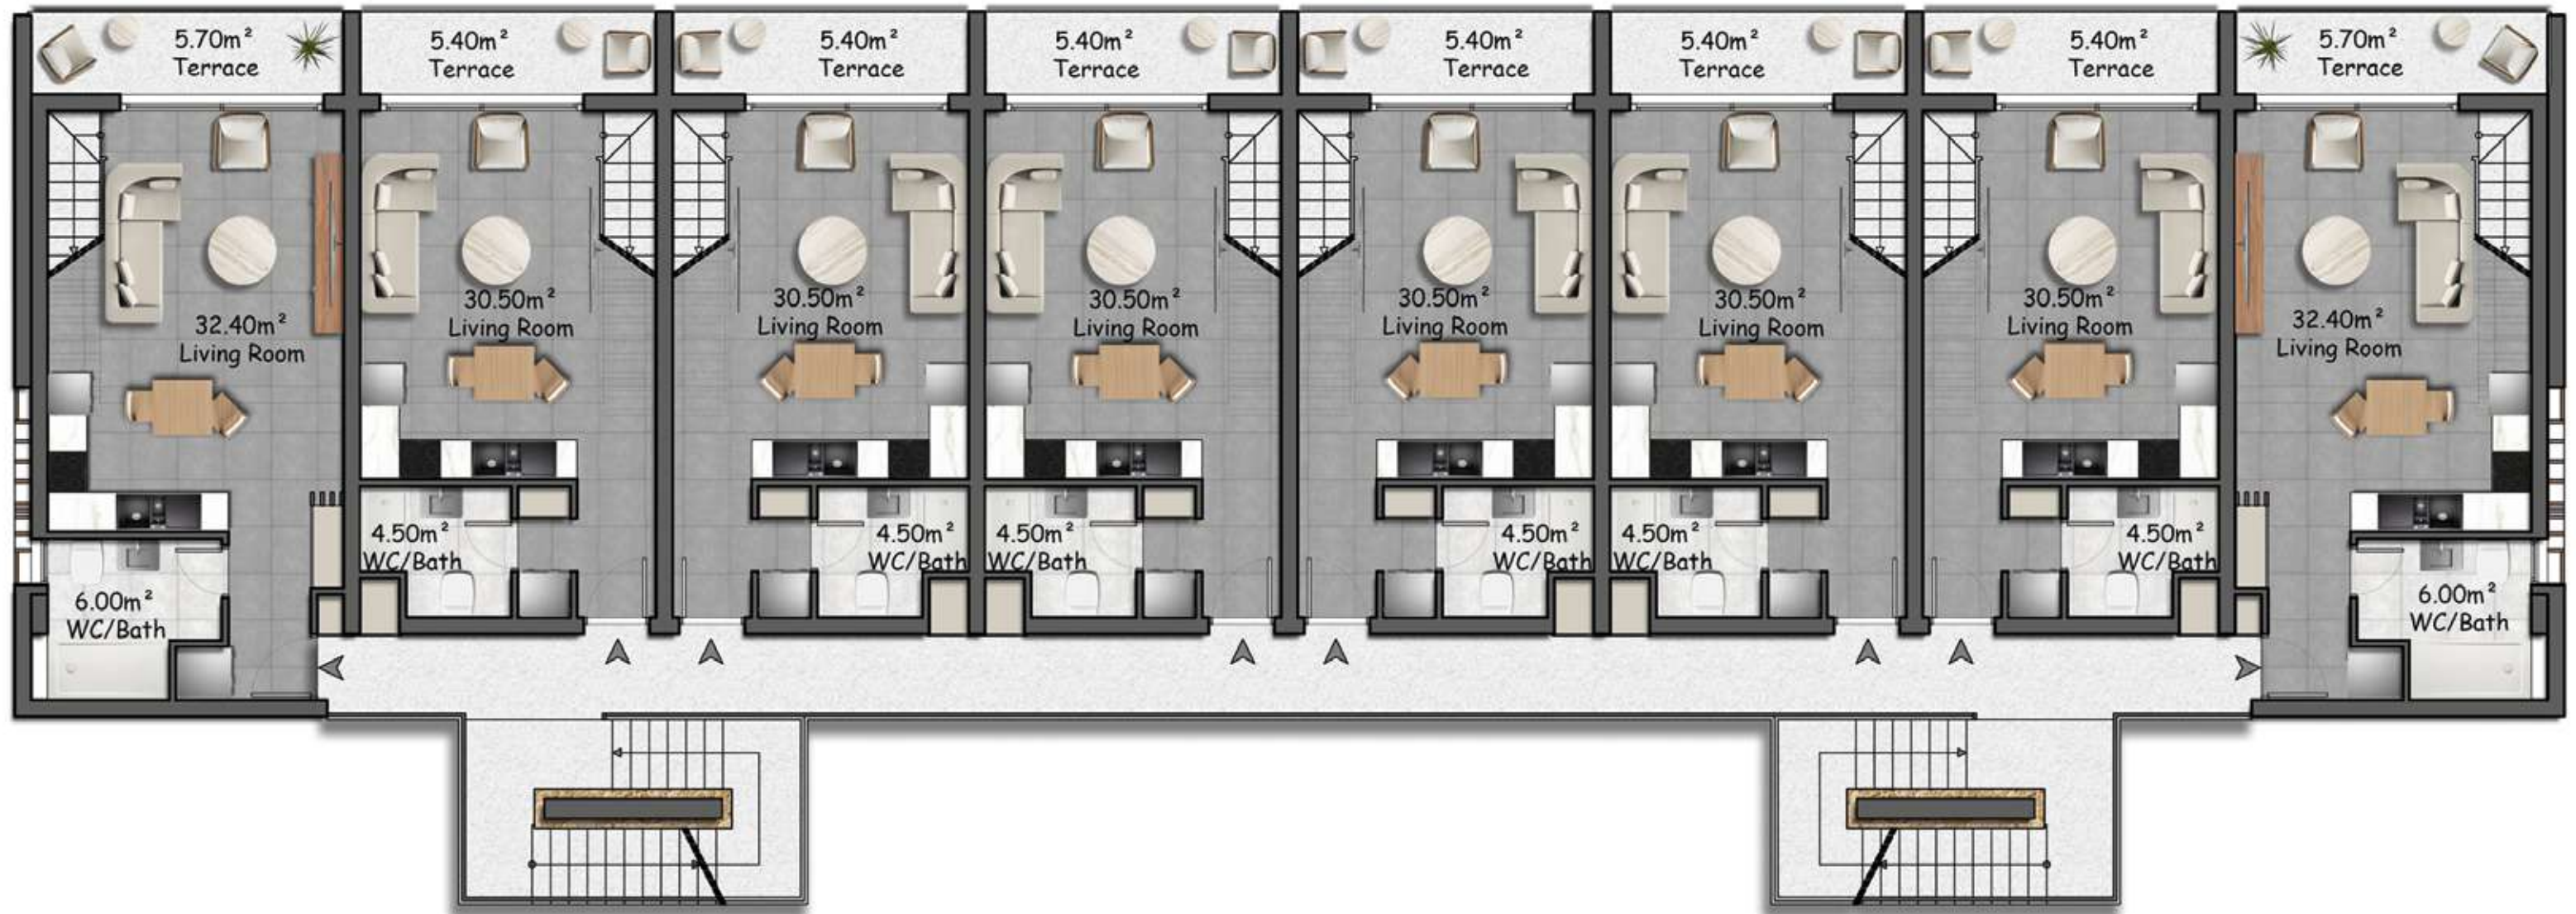 5.70m²
Terrace
5.40m²
Terrace
5.40m²
Terrace
5.40m²
Terrace
5.40m²
Terrace
5.40m²
Terrace
5.40m²
Terrace
5.70m²
Terrace
32.40m²
Living Room
30.50m²
Living Room
30.50m²
Living Room
30.50m²
Living Room
30.50m²
Living Room
30.50m²
Living Room
30.50m²
Living Room
32.40m²
Living Room
6.00m²
WC/Bath
4.50m²
WC/Bath
4.50m²
WC/Bath
4.50m²
WC/Bath
4.50m²
WC/Bath
4.50m²
WC/Bath
4.50m²
WC/Bath
6.00m²
WC/Bath